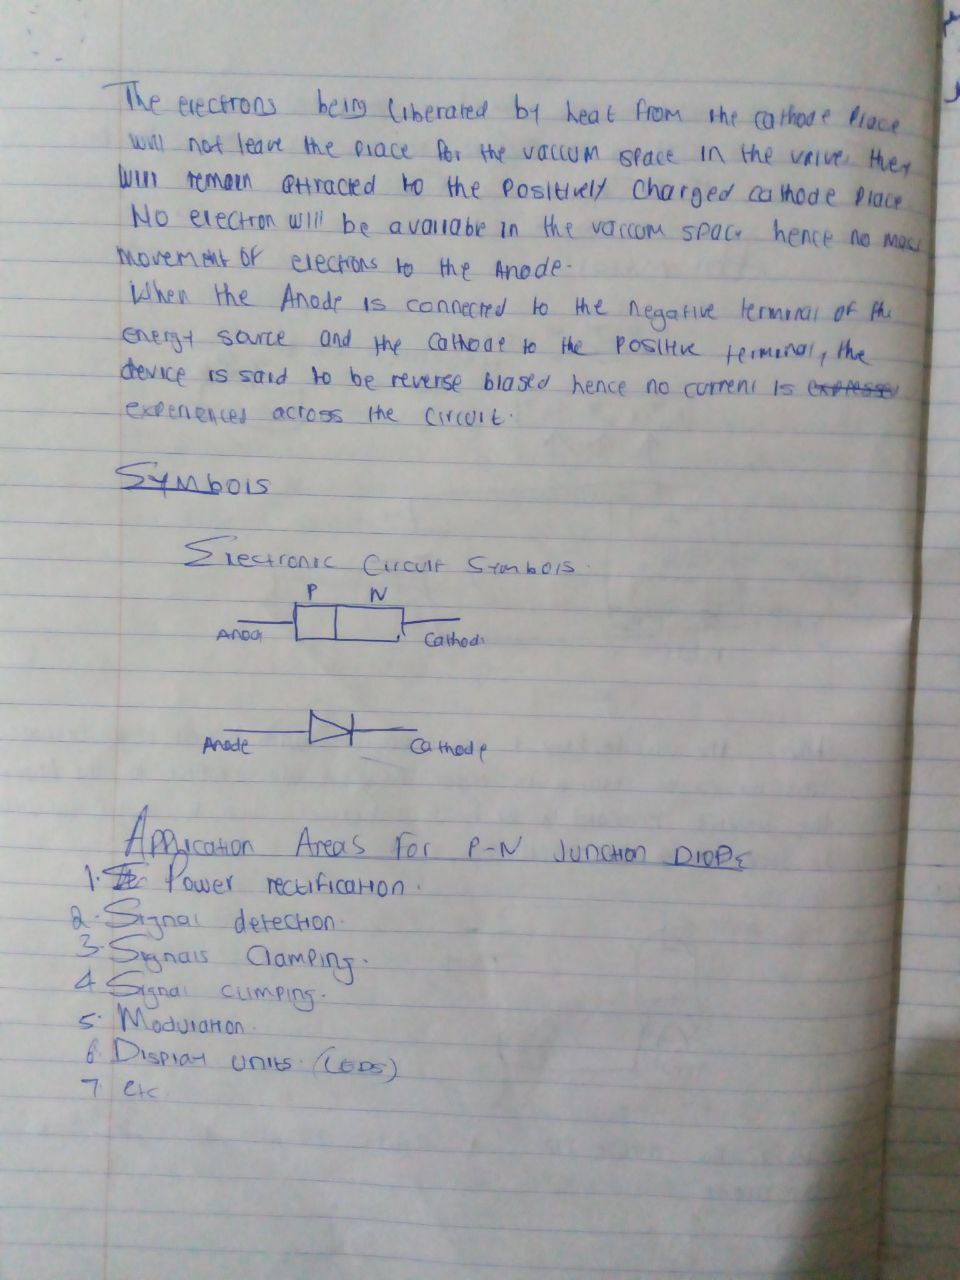 The electrons being liberated by heat from the cathode place
will not leave the place for the vaccum space in the valve. they
will remain attracted to the positively charged cathode place
No electron will be available in the vaccum space hence no mass
movement of electrons to the Anode.
When the Anode is connected to the negative terminal of the
energy source and the cathode to the positive terminal, the
device is said to be reverse biased hence no current is
experiences across the circuit.
Symbols
Electronic Circuit Symbols.
P N
Anode Cathode
Anode Cathode
Application Areas For P-N Junction DIODE
1. Power rectification.
2. Signal detection.
3. Signals Clamping.
4 Signal clímping.
5. Modulation.
6 Display units. (LEDS)
7 etc